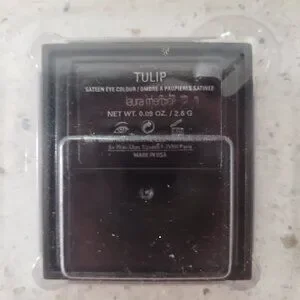 TULIP
SATEEN EYE COLOUR / OMBRE À PAUPIÈRES SATINÉE
laura mercier
NET WT. 0.09 OZ. / 2.6 G
MADE IN USA